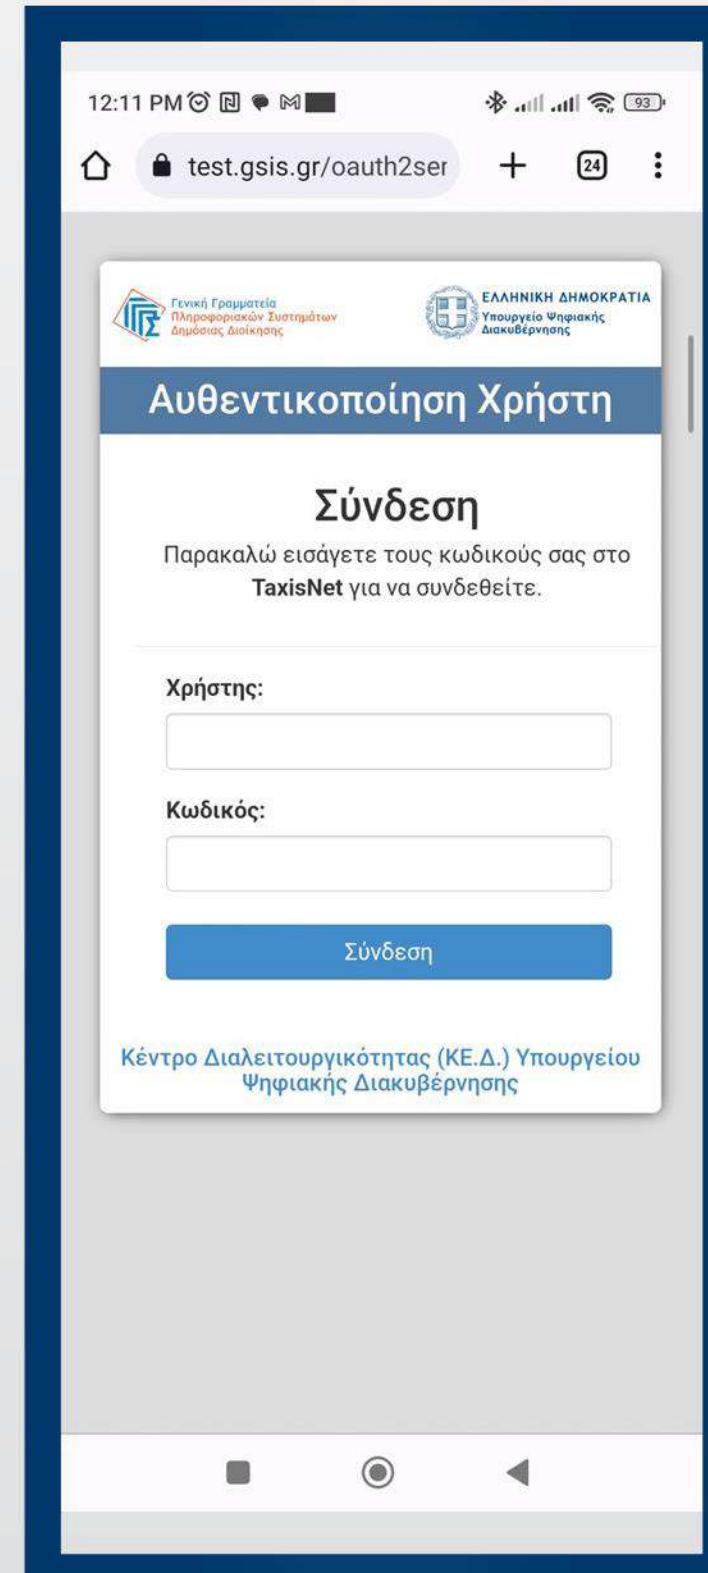 12:11 PM
93
test.gsis.gr/oauth2ser
24
Γενική Γραμματεία
Πληροφοριακών Συστημάτων
Δημόσιας Διοίκησης
ΕΛΛΗΝΙΚΗ ΔΗΜΟΚΡΑΤΙΑ
Υπουργείο Ψηφιακής
Διακυβέρνησης
Αυθεντικοποίηση Χρήστη
Σύνδεση
Παρακαλώ εισάγετε τους κωδικούς σας στο
TaxisNet για να συνδεθείτε.
Χρήστης:
Κωδικός:
Σύνδεση
Κέντρο Διαλειτουργικότητας (ΚΕ.Δ.) Υπουργείου
Ψηφιακής Διακυβέρνησης